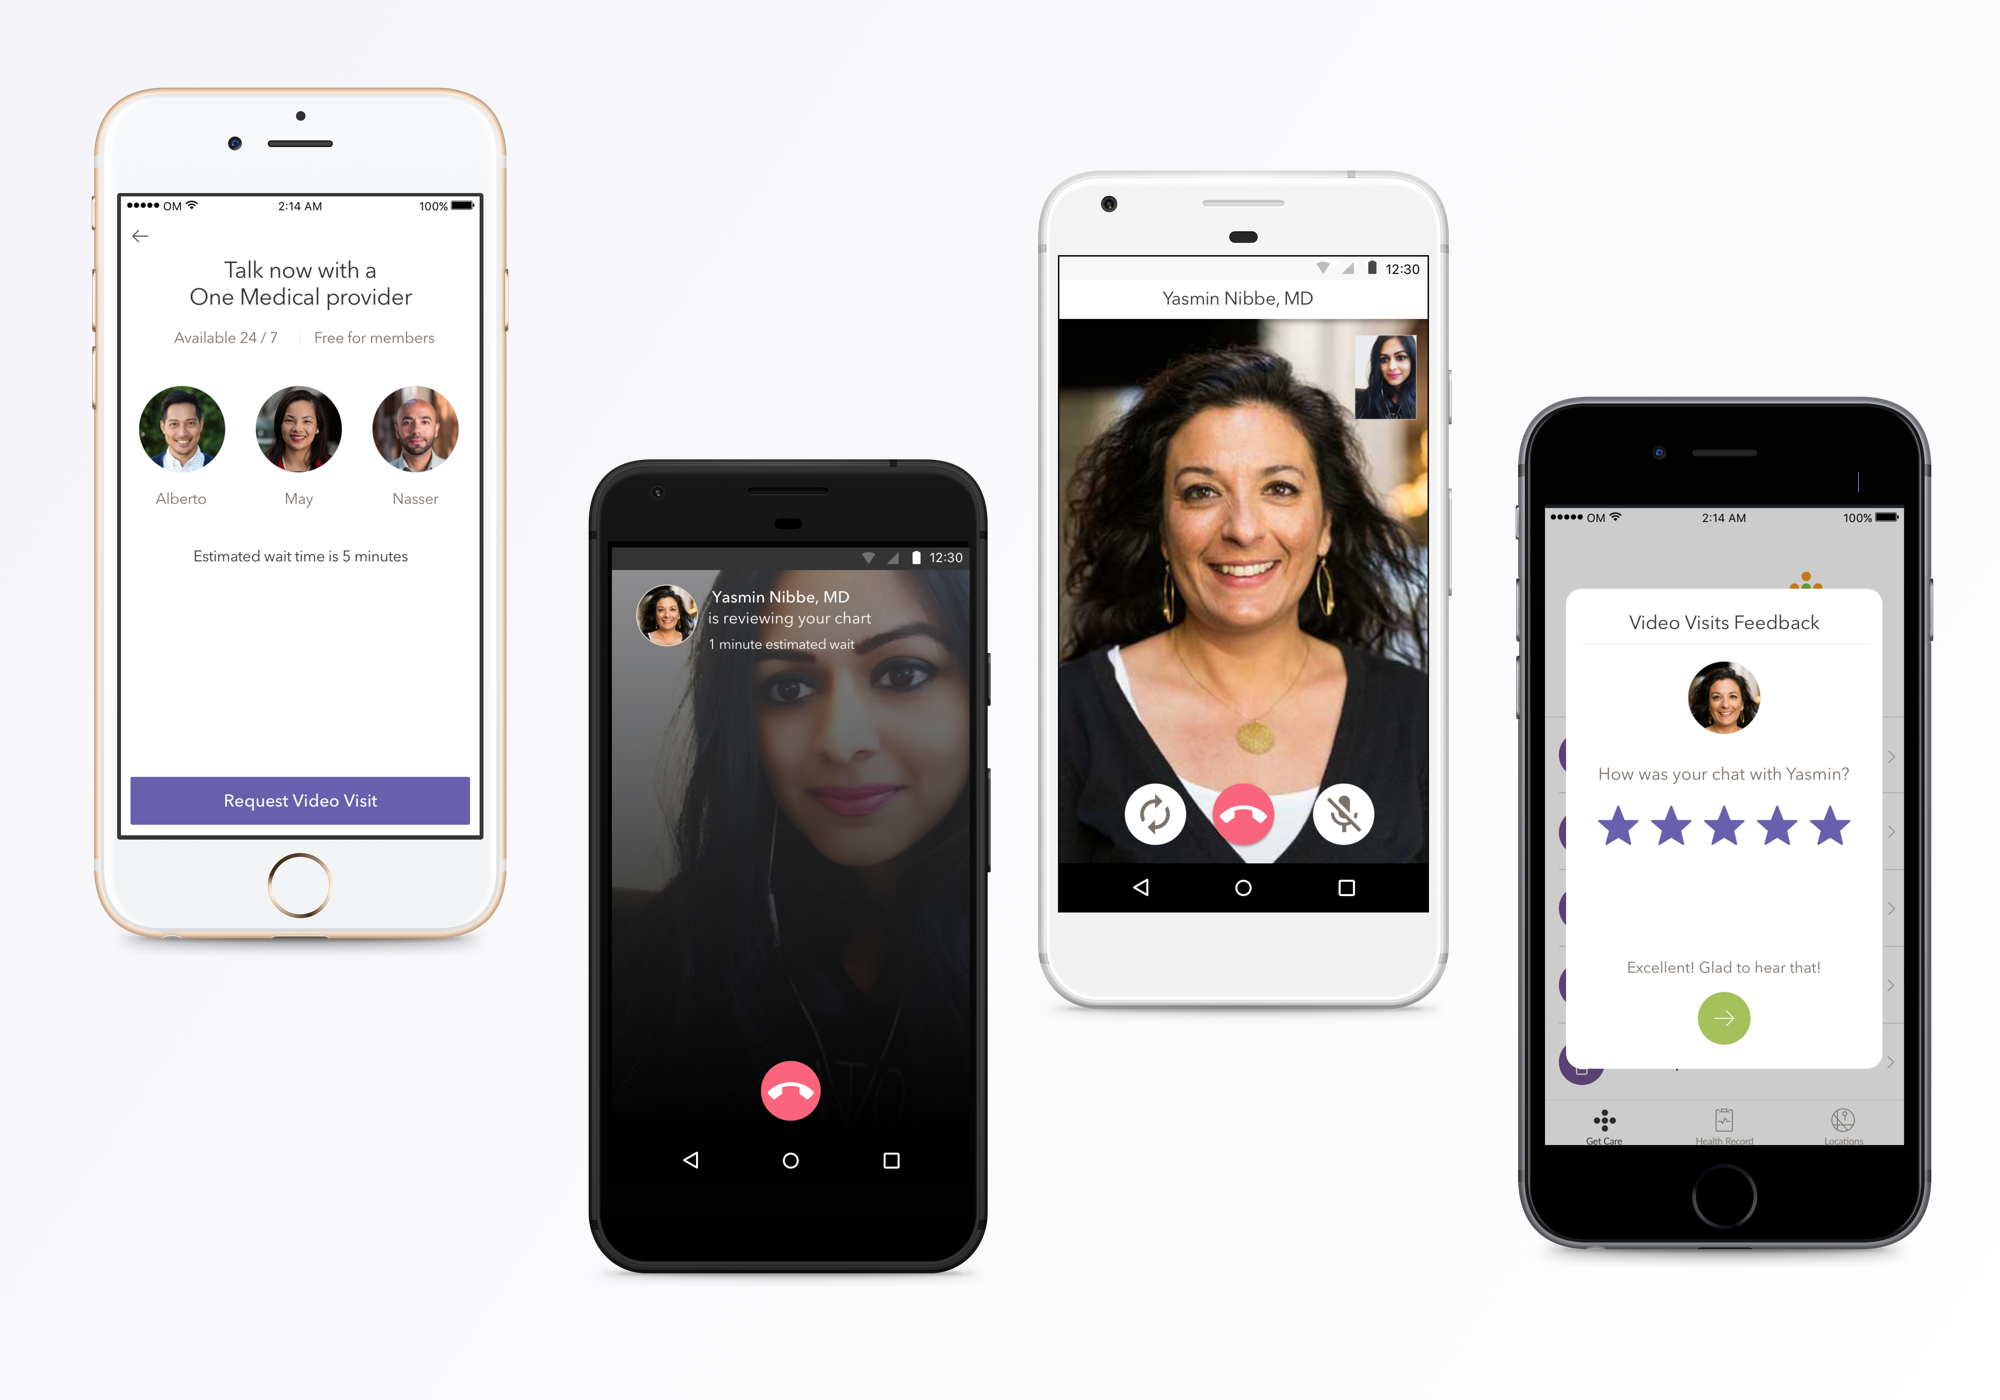 OM
2:14 AM
100%
Talk now with a
One Medical provider
Available 24 / 7
Free for members
Alberto
May
Nasser
Estimated wait time is 5 minutes
Request Video Visit
12:30
Yasmin Nibbe, MD
is reviewing your chart
1 minute estimated wait
12:30
Yasmin Nibbe, MD
OM
2:14 AM
100%
Video Visits Feedback
How was your chat with Yasmin?
Excellent! Glad to hear that!
Get Care
Health Record
Locations